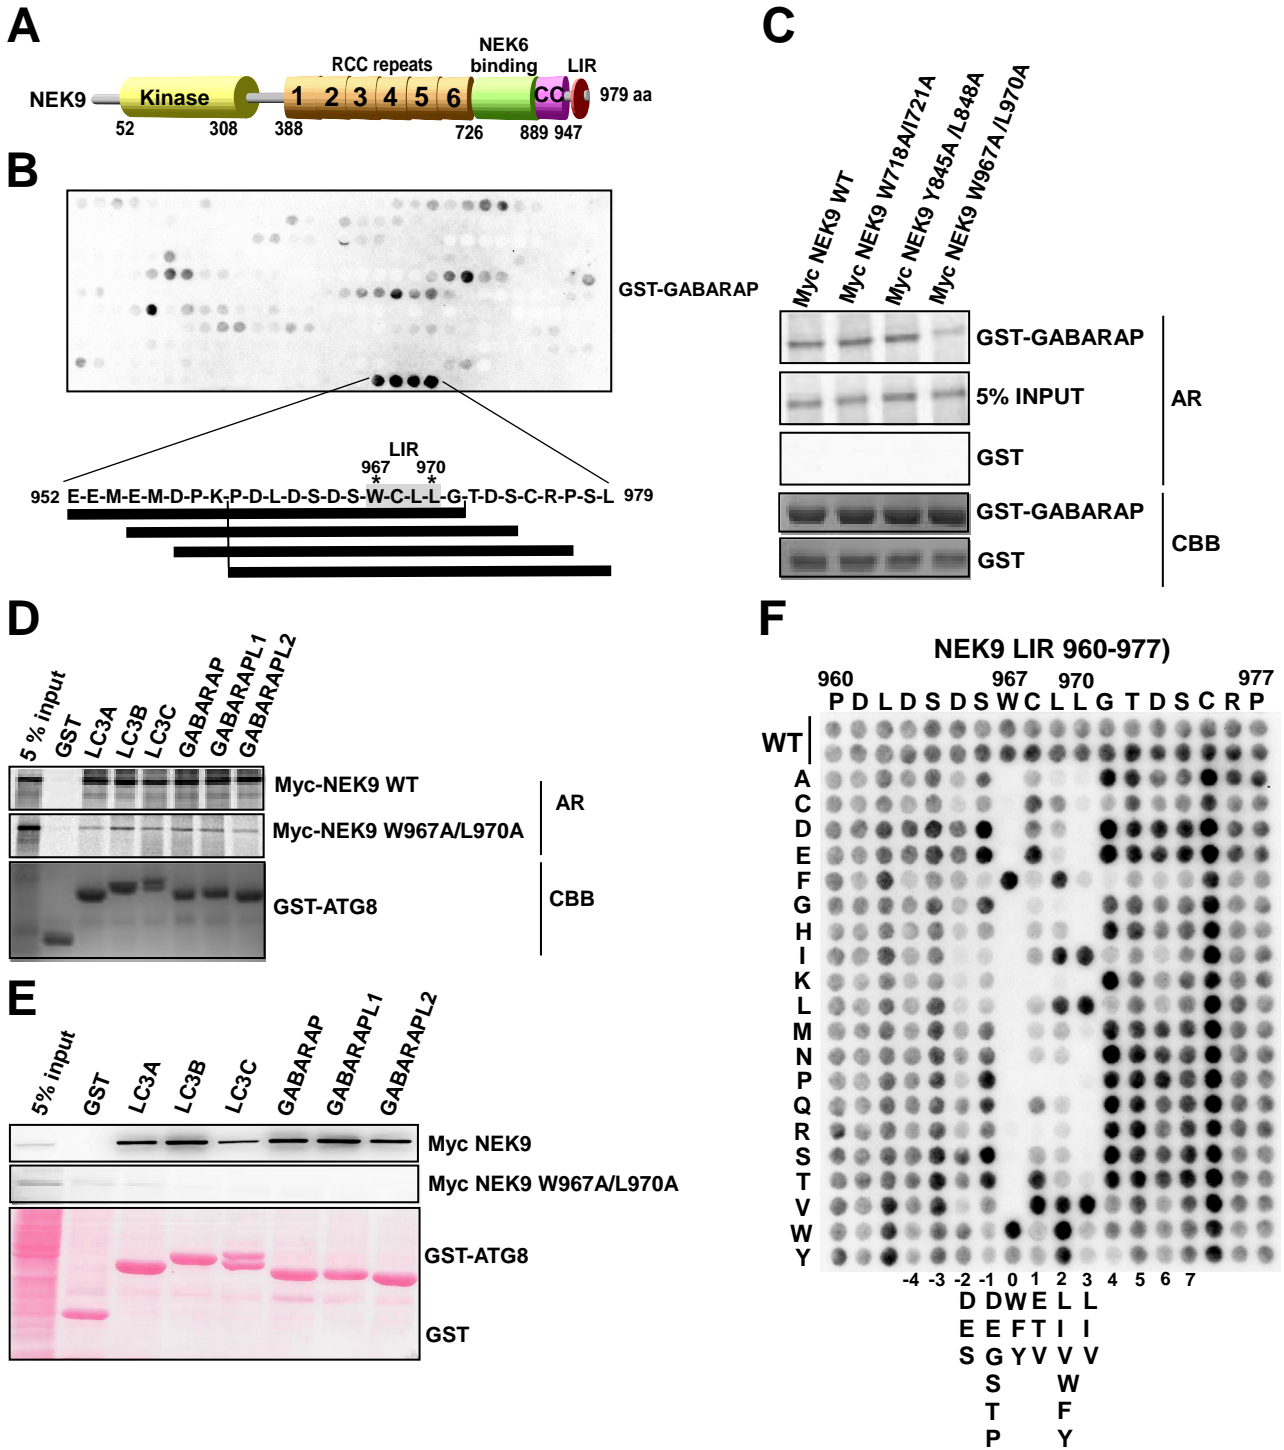 A
NEK9
Kinase
RCC repeats
NEK6
binding
LIR
1 2 3 4 5 6
CC
979 aa
52 308 388 726 889 947
B
GST-GABARAP
LIR
967 970
* *
952 E-E-M-E-M-D-P-K-P-D-L-D-S-D-S-W-C-L-L-G-T-D-S-C-R-P-S-L 979
C
Myc NEK9 WT
Myc NEK9 W718A/I721A
Myc NEK9 Y845A/L848A
Myc NEK9 W967A/L970A
GST-GABARAP
5% INPUT
GST
AR
GST-GABARAP
GST
CBB
D
5 % input
GST
LC3A
LC3B
LC3C
GABARAP
GABARAPL1
GABARAPL2
Myc-NEK9 WT
Myc-NEK9 W967A/L970A
AR
GST-ATG8
CBB
E
5% input
GST
LC3A
LC3B
LC3C
GABARAP
GABARAPL1
GABARAPL2
Myc NEK9
Myc NEK9 W967A/L970A
GST-ATG8
GST
F
NEK9 LIR 960-977)
960 967 970 977
P D L D S D S W C L L G T D S C R P
WT
A
C
D
E
F
G
H
I
K
L
M
N
P
Q
R
S
T
V
W
Y
-4 -3 -2 -1 0 1 2 3 4 5 6 7
D D W E L L
E E F T I I
S G Y V V V
S W
T F
P Y